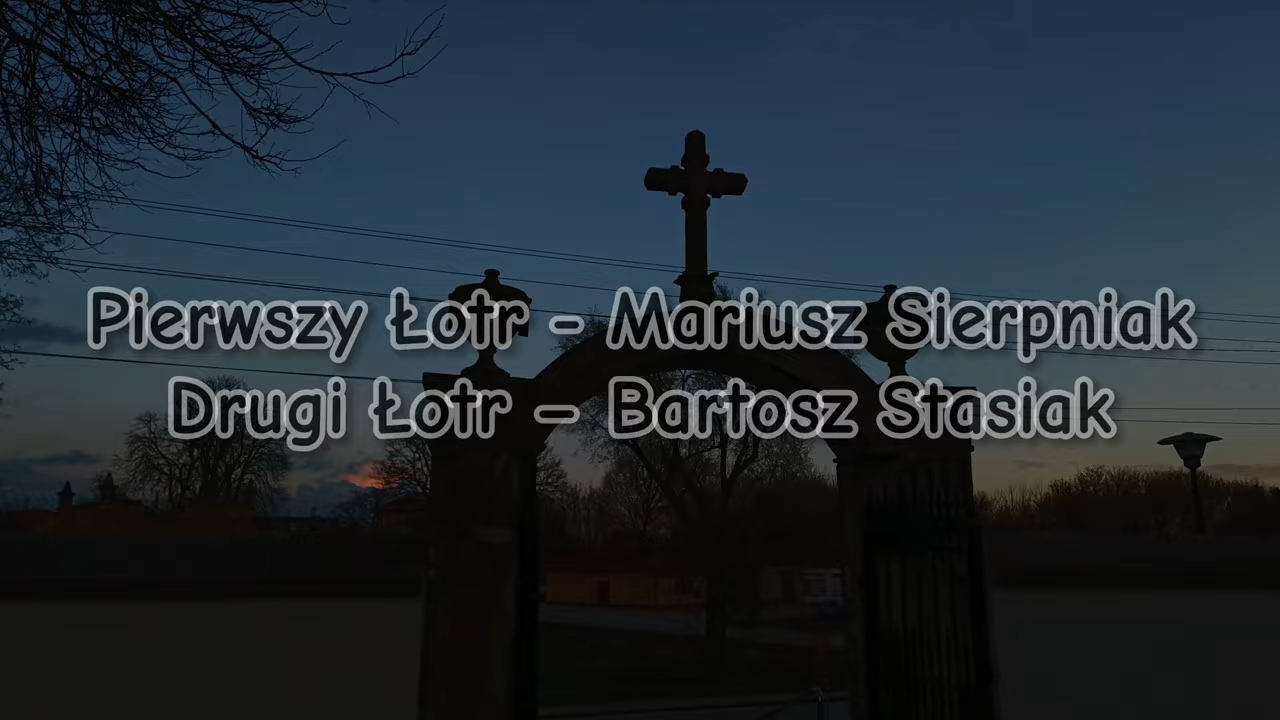 Pierwszy Łotr – Mariusz Sierpniak
Drugi Łotr – Bartosz Stasiak